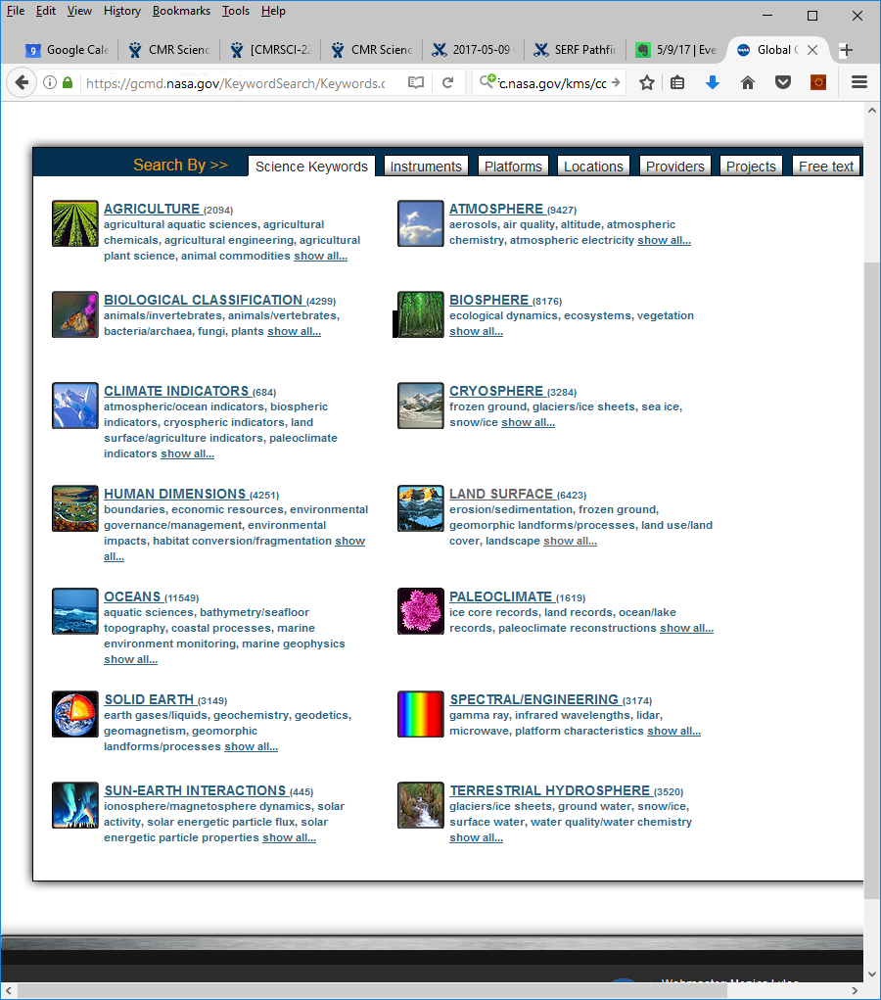 File Edit View History Bookmarks Tools Help
9 Google Cale CMR Scienc [CMRSCI-22 CMR Scienc 2017-05-09 SERF Pathfin 5/9/17 | Eve Global
https://gcmd.nasa.gov/KeywordSearch/Keywords.c c.nasa.gov/kms/cc
Search By >> Science Keywords Instruments Platforms Locations Providers Projects Free text
AGRICULTURE (2094)
agricultural aquatic sciences, agricultural
chemicals, agricultural engineering, agricultural
plant science, animal commodities show all...
ATMOSPHERE (9427)
aerosols, air quality, altitude, atmospheric
chemistry, atmospheric electricity show all...
BIOLOGICAL CLASSIFICATION (4299)
animals/invertebrates, animals/vertebrates,
bacteria/archaea, fungi, plants show all...
BIOSPHERE (8176)
ecological dynamics, ecosystems, vegetation
show all...
CLIMATE INDICATORS (684)
atmospheric/ocean indicators, biospheric
indicators, cryospheric indicators, land
surface/agriculture indicators, paleoclimate
indicators show all...
CRYOSPHERE (3284)
frozen ground, glaciers/ice sheets, sea ice,
snow/ice show all...
HUMAN DIMENSIONS (4251)
boundaries, economic resources, environmental
governance/management, environmental
impacts, habitat conversion/fragmentation show
all...
LAND SURFACE (6423)
erosion/sedimentation, frozen ground,
geomorphic landforms/processes, land use/land
cover, landscape show all...
OCEANS (11549)
aquatic sciences, bathymetry/seafloor
topography, coastal processes, marine
environment monitoring, marine geophysics
show all...
PALEOCLIMATE (1619)
ice core records, land records, ocean/lake
records, paleoclimate reconstructions show all...
SOLID EARTH (3149)
earth gases/liquids, geochemistry, geodetics,
geomagnetism, geomorphic
landforms/processes show all...
SPECTRAL/ENGINEERING (3174)
gamma ray, infrared wavelengths, lidar,
microwave, platform characteristics show all...
SUN-EARTH INTERACTIONS (445)
ionosphere/magnetosphere dynamics, solar
activity, solar energetic particle flux, solar
energetic particle properties show all...
TERRESTRIAL HYDROSPHERE (3520)
glaciers/ice sheets, ground water, snow/ice,
surface water, water quality/water chemistry
show all...